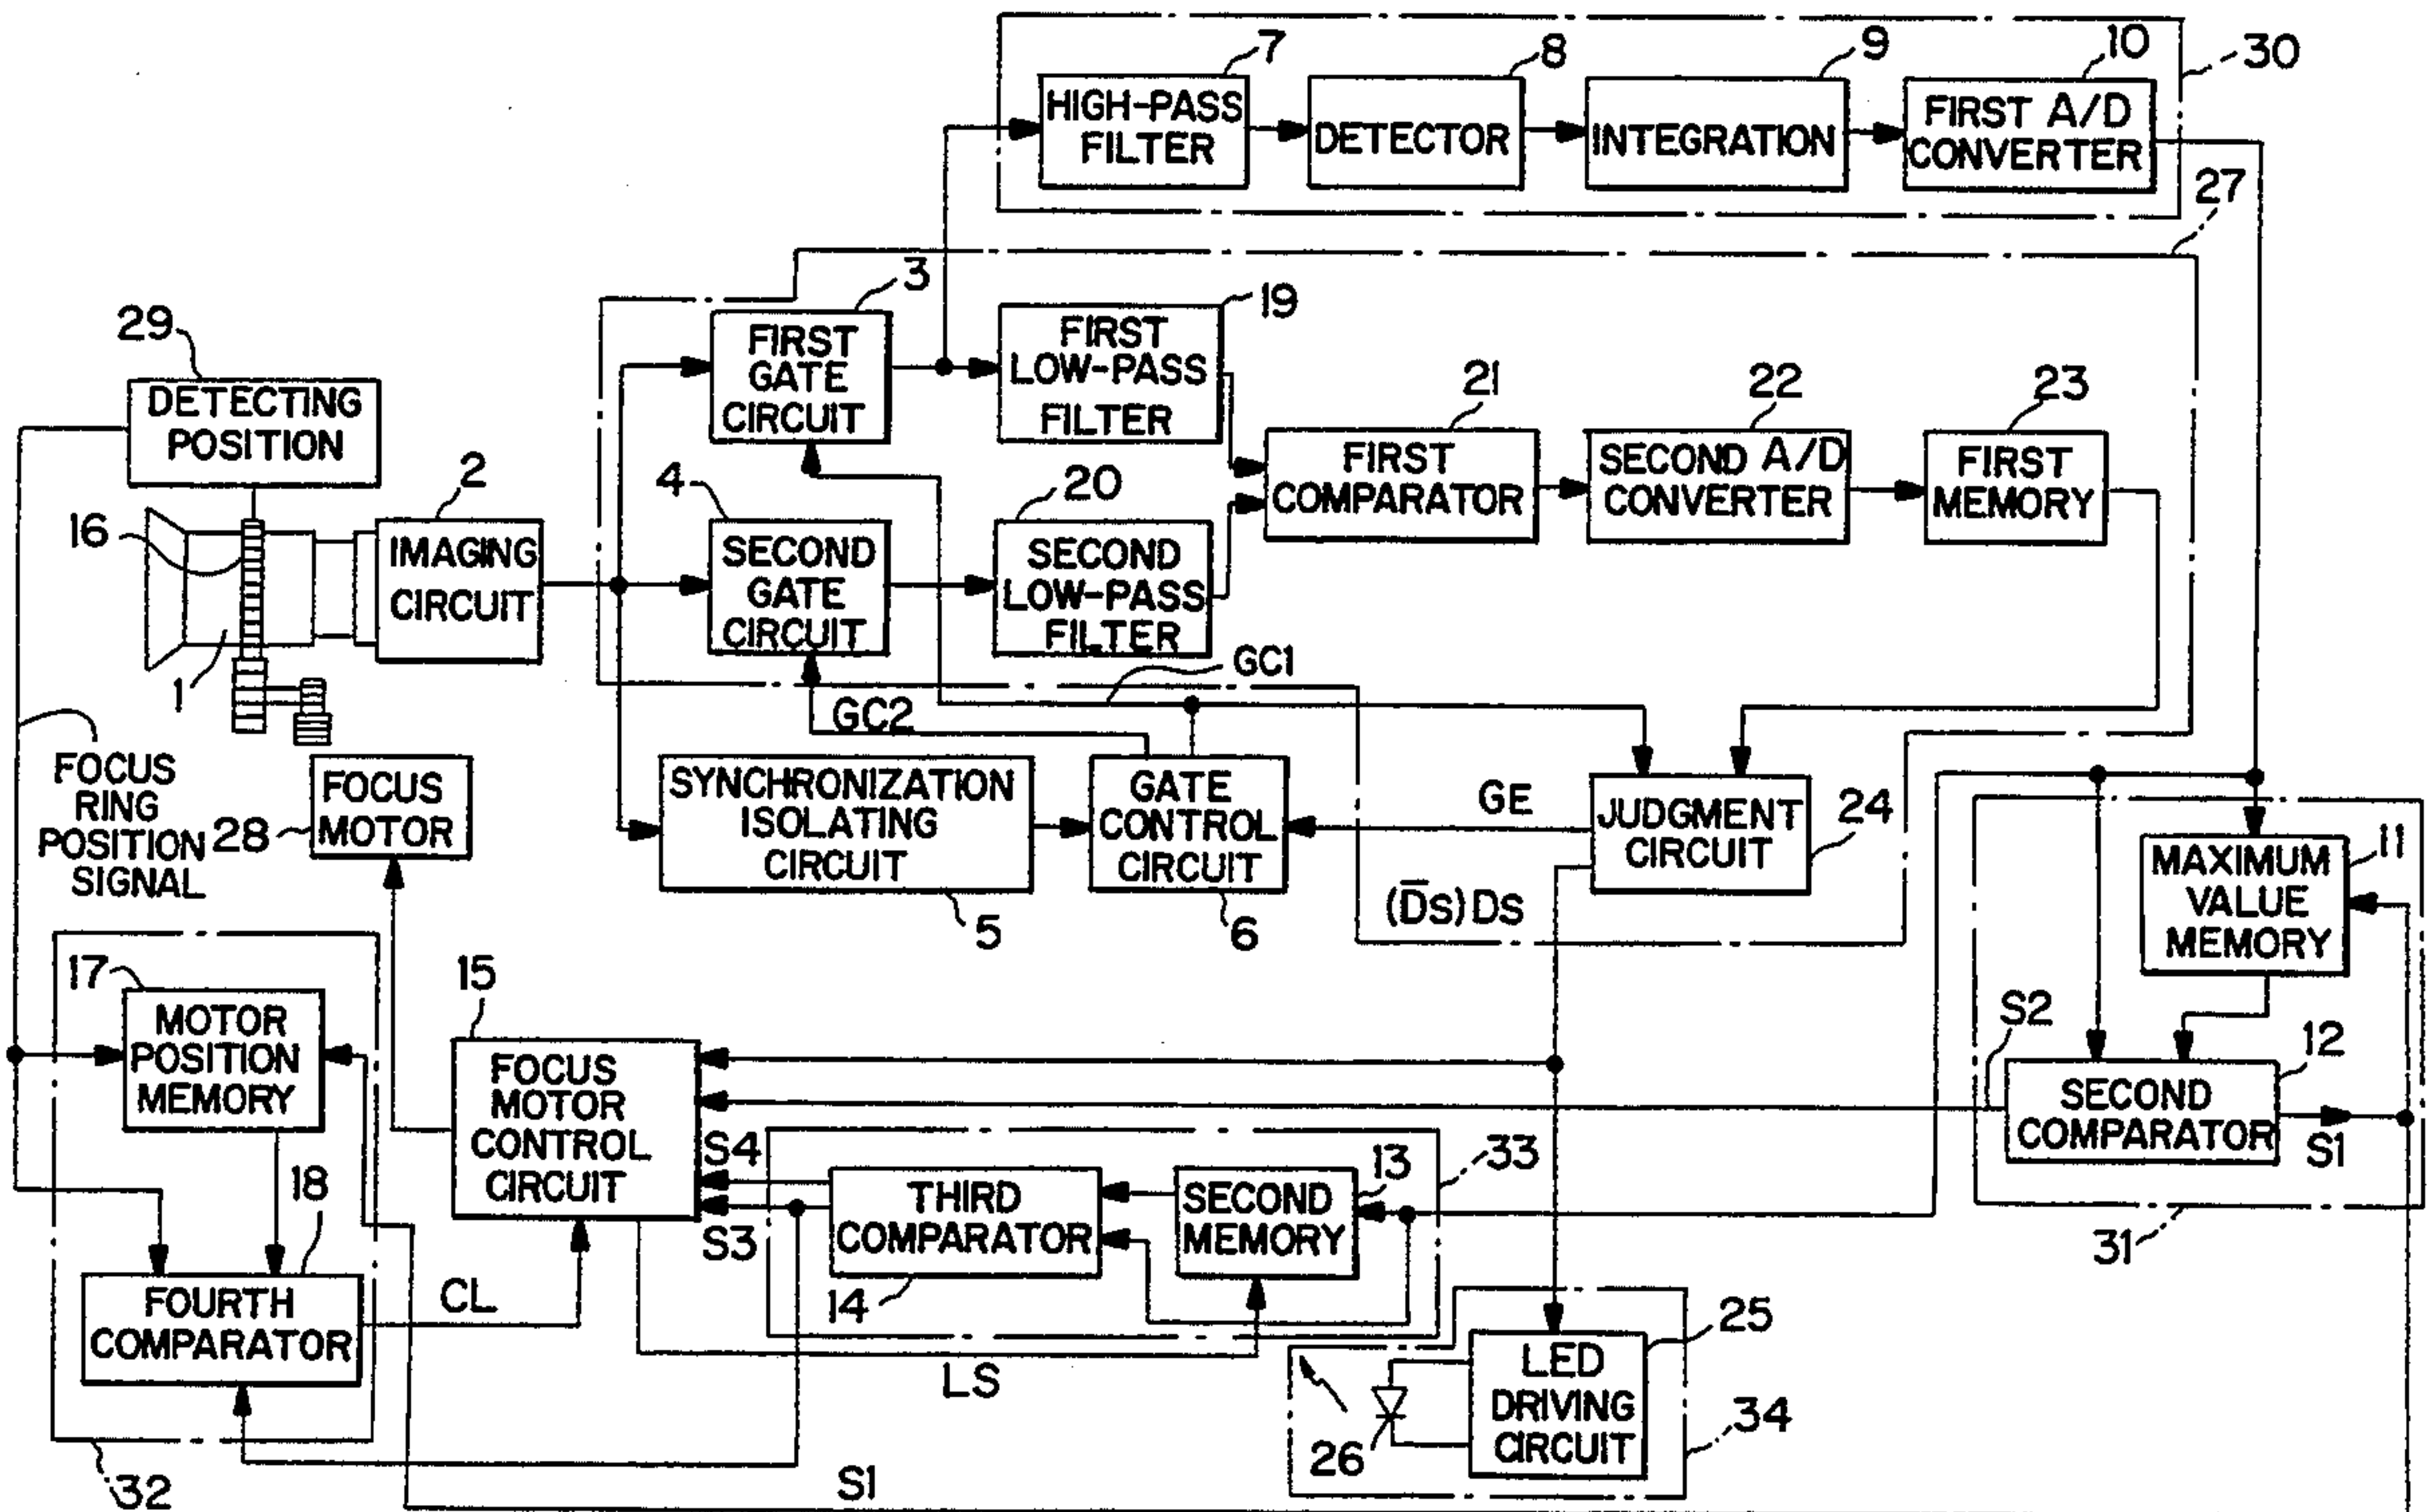 7
8
9
10
30
HIGH-PASS
FILTER
DETECTOR
INTEGRATION
FIRST A/D
CONVERTER
27
3
19
29
FIRST
GATE
CIRCUIT
FIRST
LOW-PASS
FILTER
DETECTING
POSITION
21
22
23
2
4
20
FIRST
COMPARATOR
SECOND A/D
CONVERTER
FIRST
MEMORY
16
IMAGING
CIRCUIT
SECOND
GATE
CIRCUIT
SECOND
LOW-PASS
FILTER
1
GC1
GC2
FOCUS
RING
POSITION
SIGNAL
28
FOCUS
MOTOR
SYNCHRONIZATION
ISOLATING
CIRCUIT
5
GATE
CONTROL
CIRCUIT
6
GE
JUDGMENT
CIRCUIT
24
(D̅s)Ds
MAXIMUM
VALUE
MEMORY
11
17
15
S2
MOTOR
POSITION
MEMORY
FOCUS
MOTOR
CONTROL
CIRCUIT
12
SECOND
COMPARATOR
S1
S4
S3
THIRD
COMPARATOR
14
SECOND
MEMORY
13
33
31
18
FOURTH
COMPARATOR
CL
LS
25
LED
DRIVING
CIRCUIT
26
34
32
S1